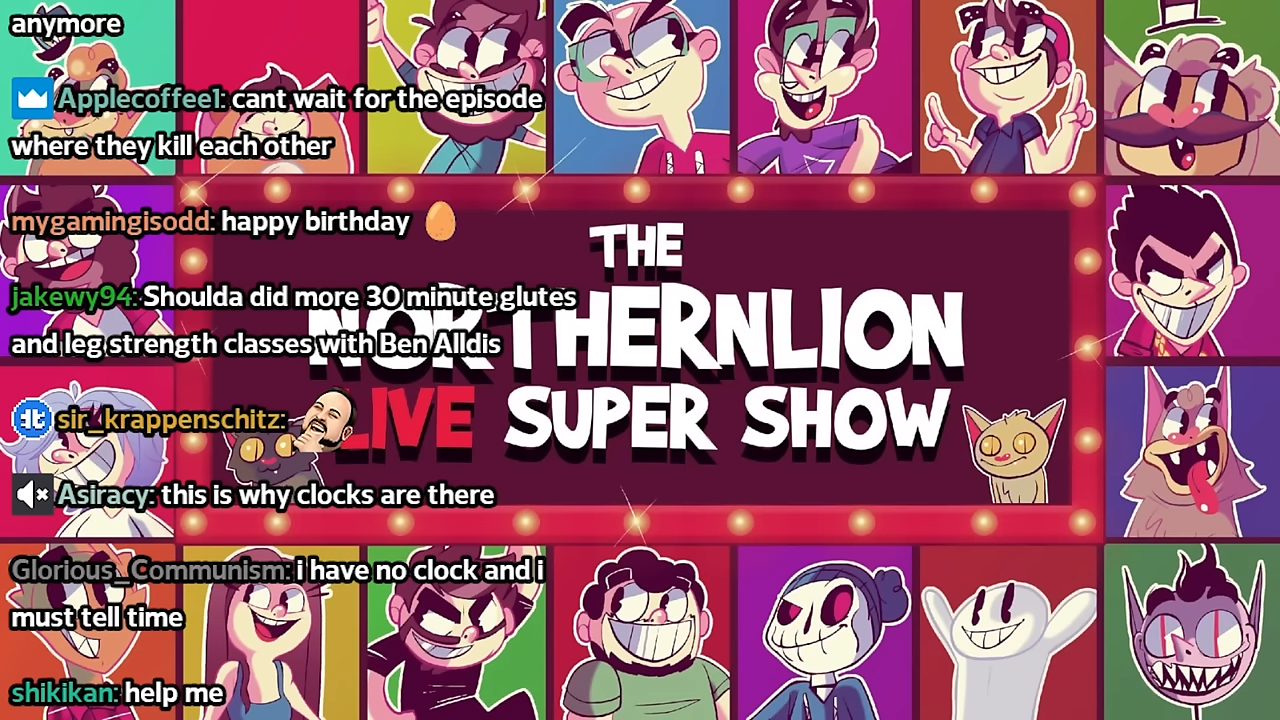 anymore
Applecoffee1: cant wait for the episode
where they kill each other
mygamingisodd: happy birthday
jakewy94: Shoulda did more 30 minute glutes
and leg strength classes with Ben Alldis
sir_krappenschitz:
Asiracy: this is why clocks are there
Glorious_Communism: i have no clock and i
must tell time
shikikan: help me
THE
NORTHERNLION
LIVE SUPER SHOW